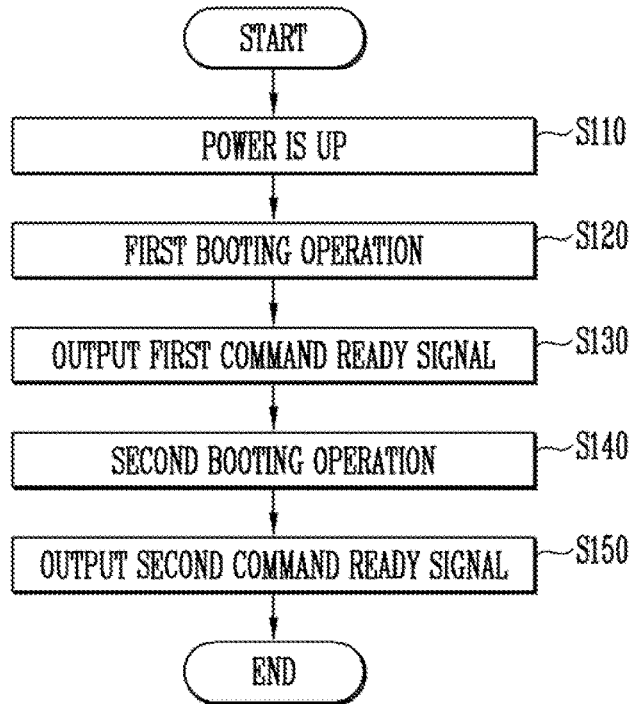 START
POWER IS UP
S110
FIRST BOOTING OPERATION
S120
OUTPUT FIRST COMMAND READY SIGNAL
S130
SECOND BOOTING OPERATION
S140
OUTPUT SECOND COMMAND READY SIGNAL
S150
END